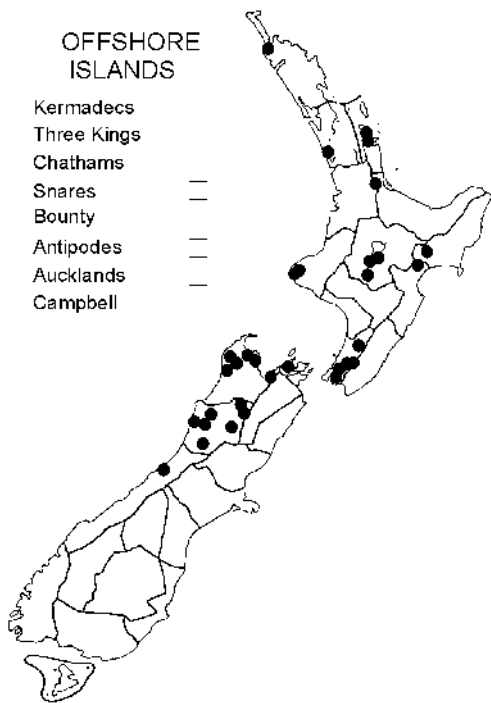 OFFSHORE
ISLANDS
Kermadecs
Three Kings
Chathams
Snares
Bounty
Antipodes
Aucklands
Campbell